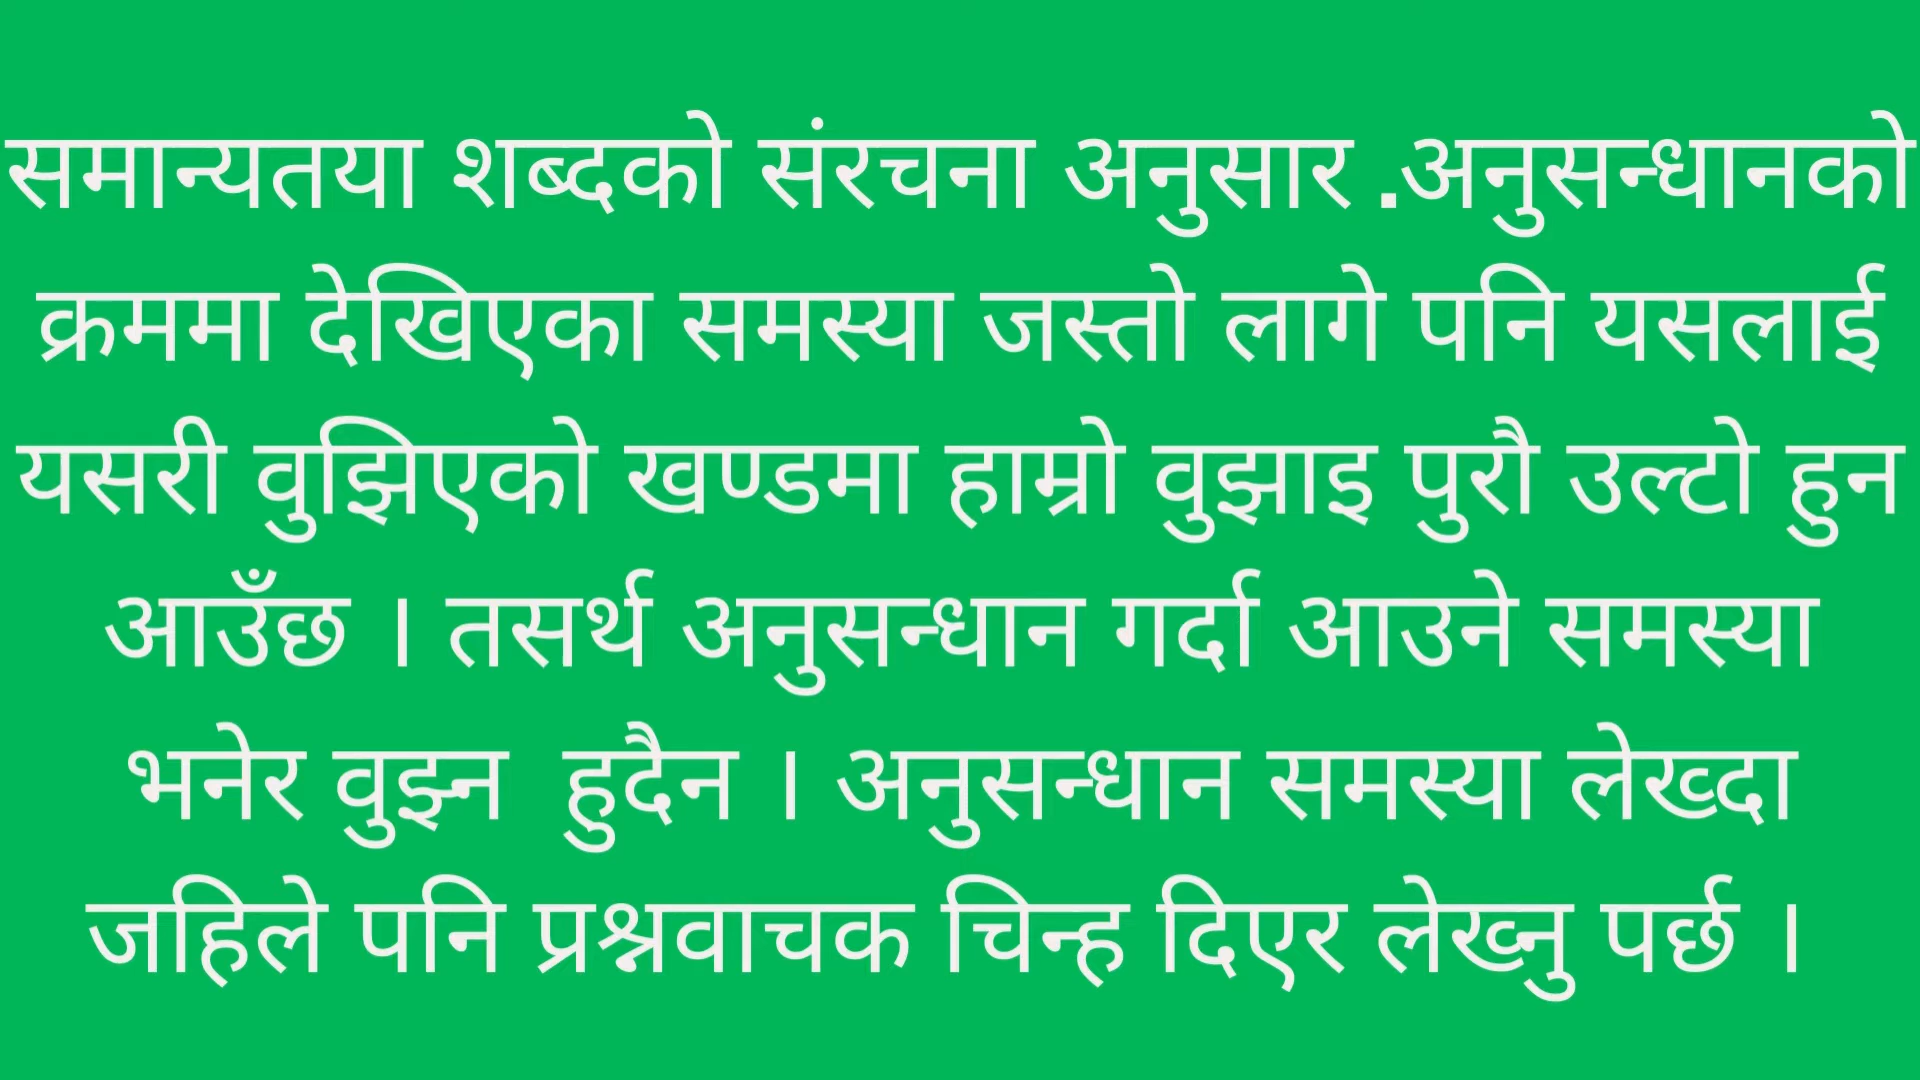 समान्यतया शब्दको संरचना अनुसार .अनुसन्धानको
क्रममा देखिएका समस्या जस्तो लागे पनि यसलाई
यसरी वुझिएको खण्डमा हाम्रो वुझाइ पुरौ उल्टो हुन
आउँछ । तसर्थ अनुसन्धान गर्दा आउने समस्या
भनेर वुझ्न  हुदैन । अनुसन्धान समस्या लेख्दा
जहिले पनि प्रश्नवाचक चिन्ह दिएर लेख्नु पर्छ ।